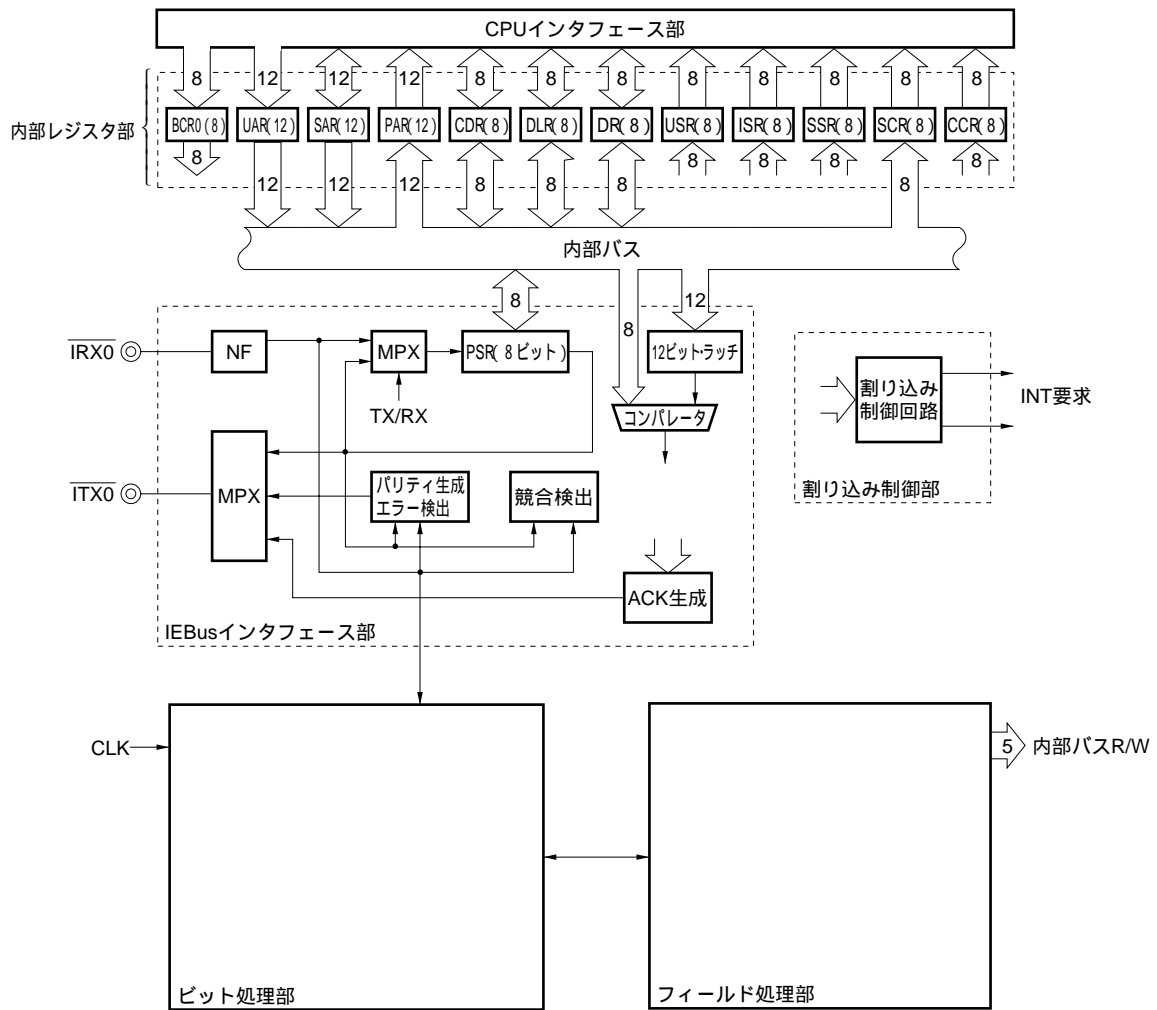 CPUインタフェース部
8 12 12 12 8 8 8 8 8 8 8 8
内部レジスタ部
BCR0(8) UAR(12) SAR(12) PAR(12) CDR(8) DLR(8) DR(8) USR(8) ISR(8) SSR(8) SCR(8) CCR(8)
8 8 8 8 8
12 12 12 8 8 8 8
内部バス
8 8 12
IRX0 NF MPX PSR(8ビット) 12ビット・ラッチ
TX/RX
コンパレータ
割り込み
制御回路
INT要求
割り込み制御部
ITX0 MPX
パリティ生成
エラー検出
競合検出
ACK生成
IEBusインタフェース部
CLK
5 内部バスR/W
ビット処理部
フィールド処理部